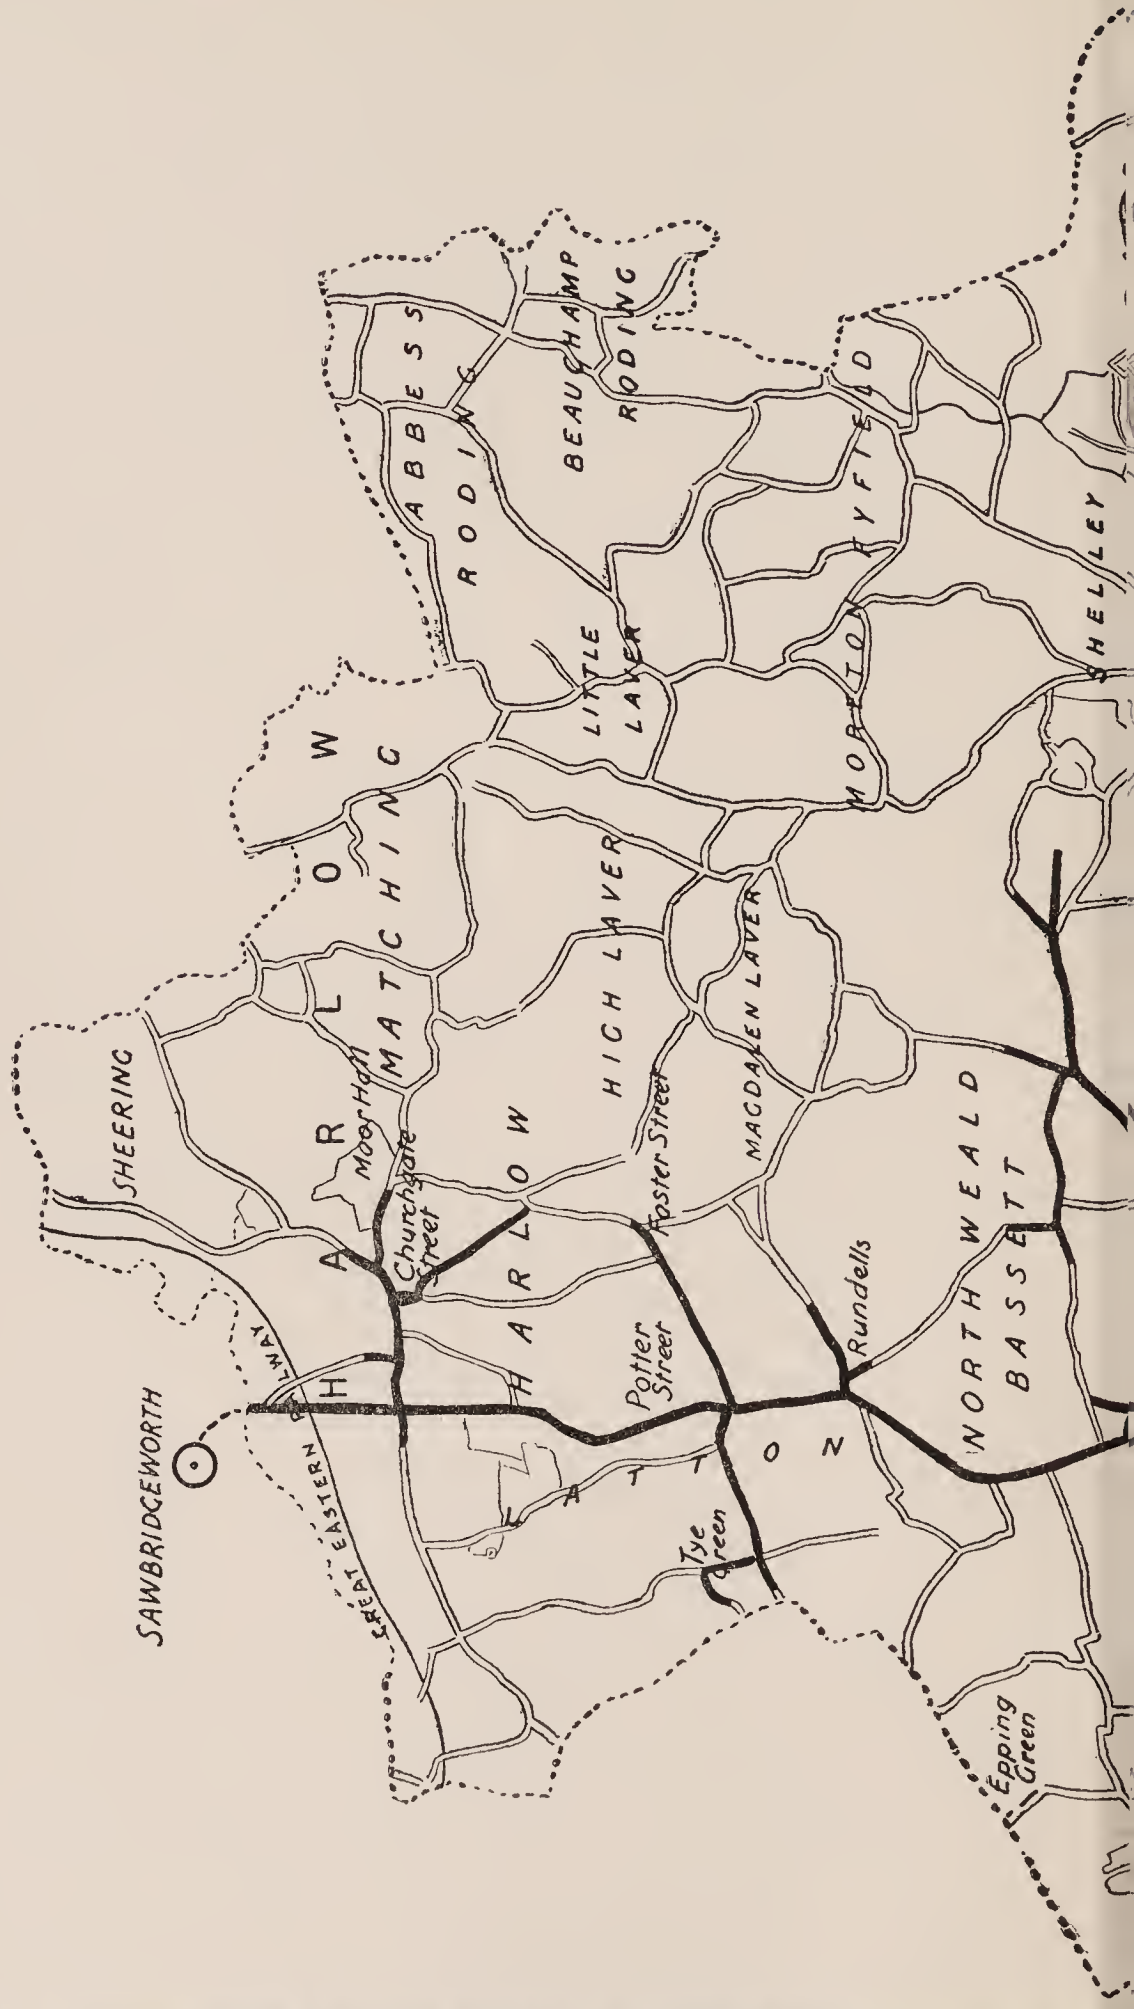 SHEERING
SAWBRIDGEWORTH
GREAT EASTERN RAILWAY
HARLOW
Moor Hall
MATCHING
Churchgate
Street
ABBESS
RODING
HARLOW
BEAUCHAMP
RODING
LATTON
LITTLE
LAVER
HIGH LAVER
Potter
Street
Foster Street
Tye
Green
MAGDALEN LAVER
MORETON
FYFIELD
Rundells
NORTH WEALD
BASSETT
Epping
Green
SHELLEY